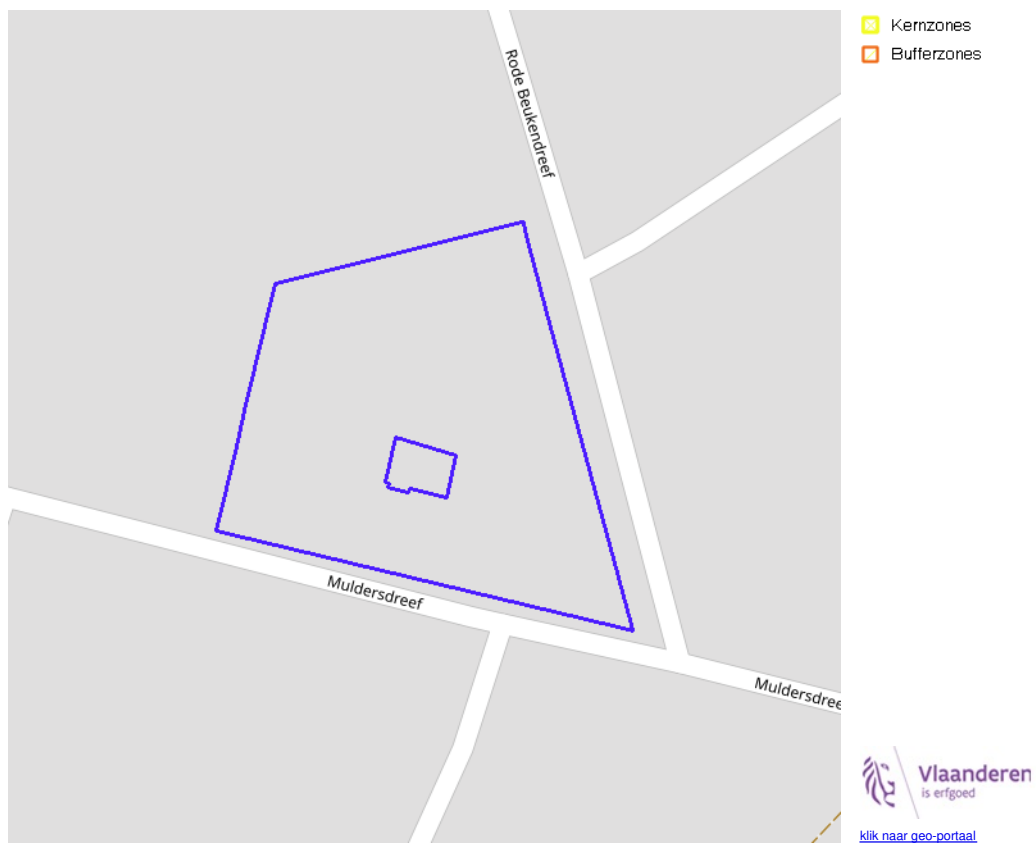 Kernzones
Bufferzones
Rode Beukendreef
Muldersdreef
Muldersdree
Vlaanderen
is erfgoed
klik naar geo-portaal